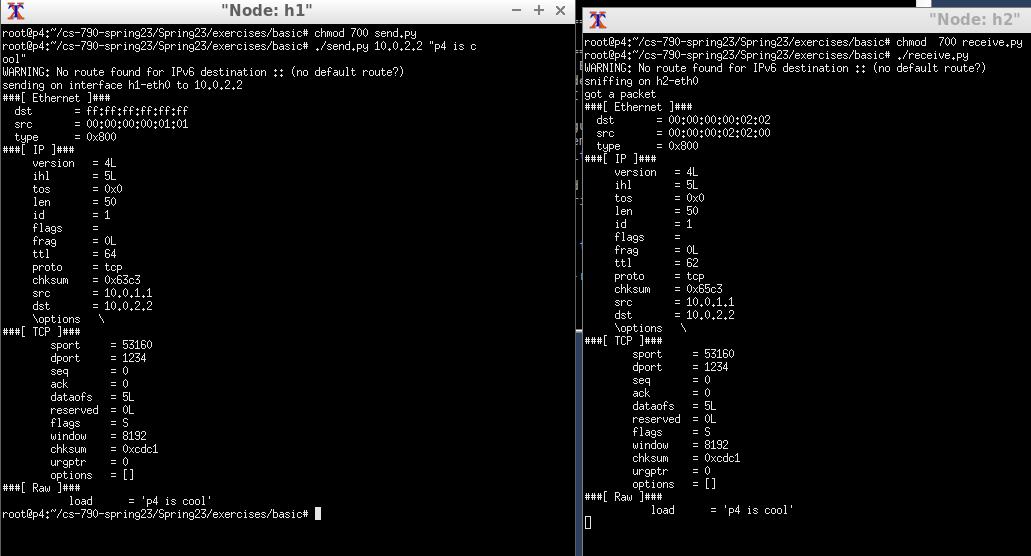 "Node: h1"
root@p4:~/cs-790-spring23/Spring23/exercises/basic# chmod 700 send.py
root@p4:~/cs-790-spring23/Spring23/exercises/basic# ./send.py 10.0.2.2 "p4 is c
ool"
WARNING: No route found for IPv6 destination :: (no default route?)
sending on interface h1-eth0 to 10.0.2.2
###[ Ethernet ]###
dst = ff:ff:ff:ff:ff:ff
src = 00:00:00:00:01:01
type = 0x800
###[ IP ]###
version = 4L
ihl = 5L
tos = 0x0
len = 50
id = 1
flags =
frag = 0L
ttl = 64
proto = tcp
chksum = 0x63c3
src = 10.0.1.1
dst = 10.0.2.2
\options \
###[ TCP ]###
sport = 53160
dport = 1234
seq = 0
ack = 0
dataofs = 5L
reserved = 0L
flags = S
window = 8192
chksum = 0xcdc1
urgptr = 0
options = []
###[ Raw ]###
load = 'p4 is cool'
root@p4:~/cs-790-spring23/Spring23/exercises/basic#
"Node: h2"
root@p4:~/cs-790-spring23/Spring23/exercises/basic# chmod  700 receive.py
root@p4:~/cs-790-spring23/Spring23/exercises/basic# ./receive.py
WARNING: No route found for IPv6 destination :: (no default route?)
sniffing on h2-eth0
got a packet
###[ Ethernet ]###
dst = 00:00:00:00:02:02
src = 00:00:00:02:02:00
type = 0x800
###[ IP ]###
version = 4L
ihl = 5L
tos = 0x0
len = 50
id = 1
flags =
frag = 0L
ttl = 62
proto = tcp
chksum = 0x65c3
src = 10.0.1.1
dst = 10.0.2.2
\options \
###[ TCP ]###
sport = 53160
dport = 1234
seq = 0
ack = 0
dataofs = 5L
reserved = 0L
flags = S
window = 8192
chksum = 0xcdc1
urgptr = 0
options = []
###[ Raw ]###
load = 'p4 is cool'